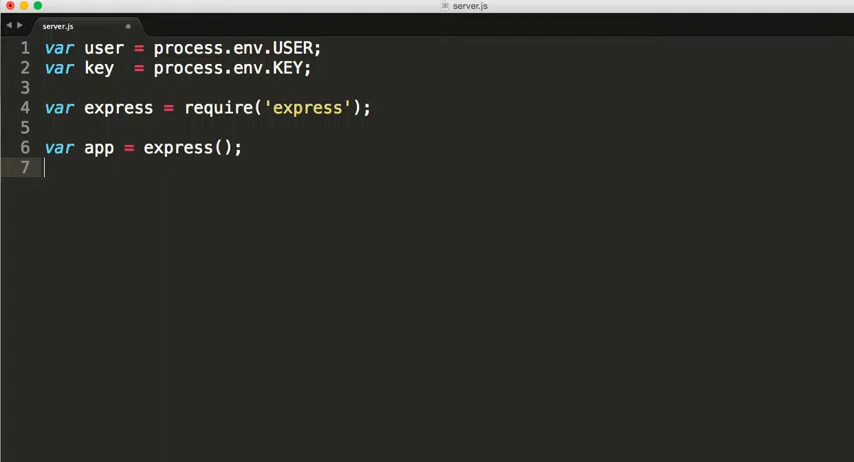 server.js
server.js
1 var user = process.env.USER;
2 var key  = process.env.KEY;
3
4 var express = require('express');
5
6 var app = express();
7